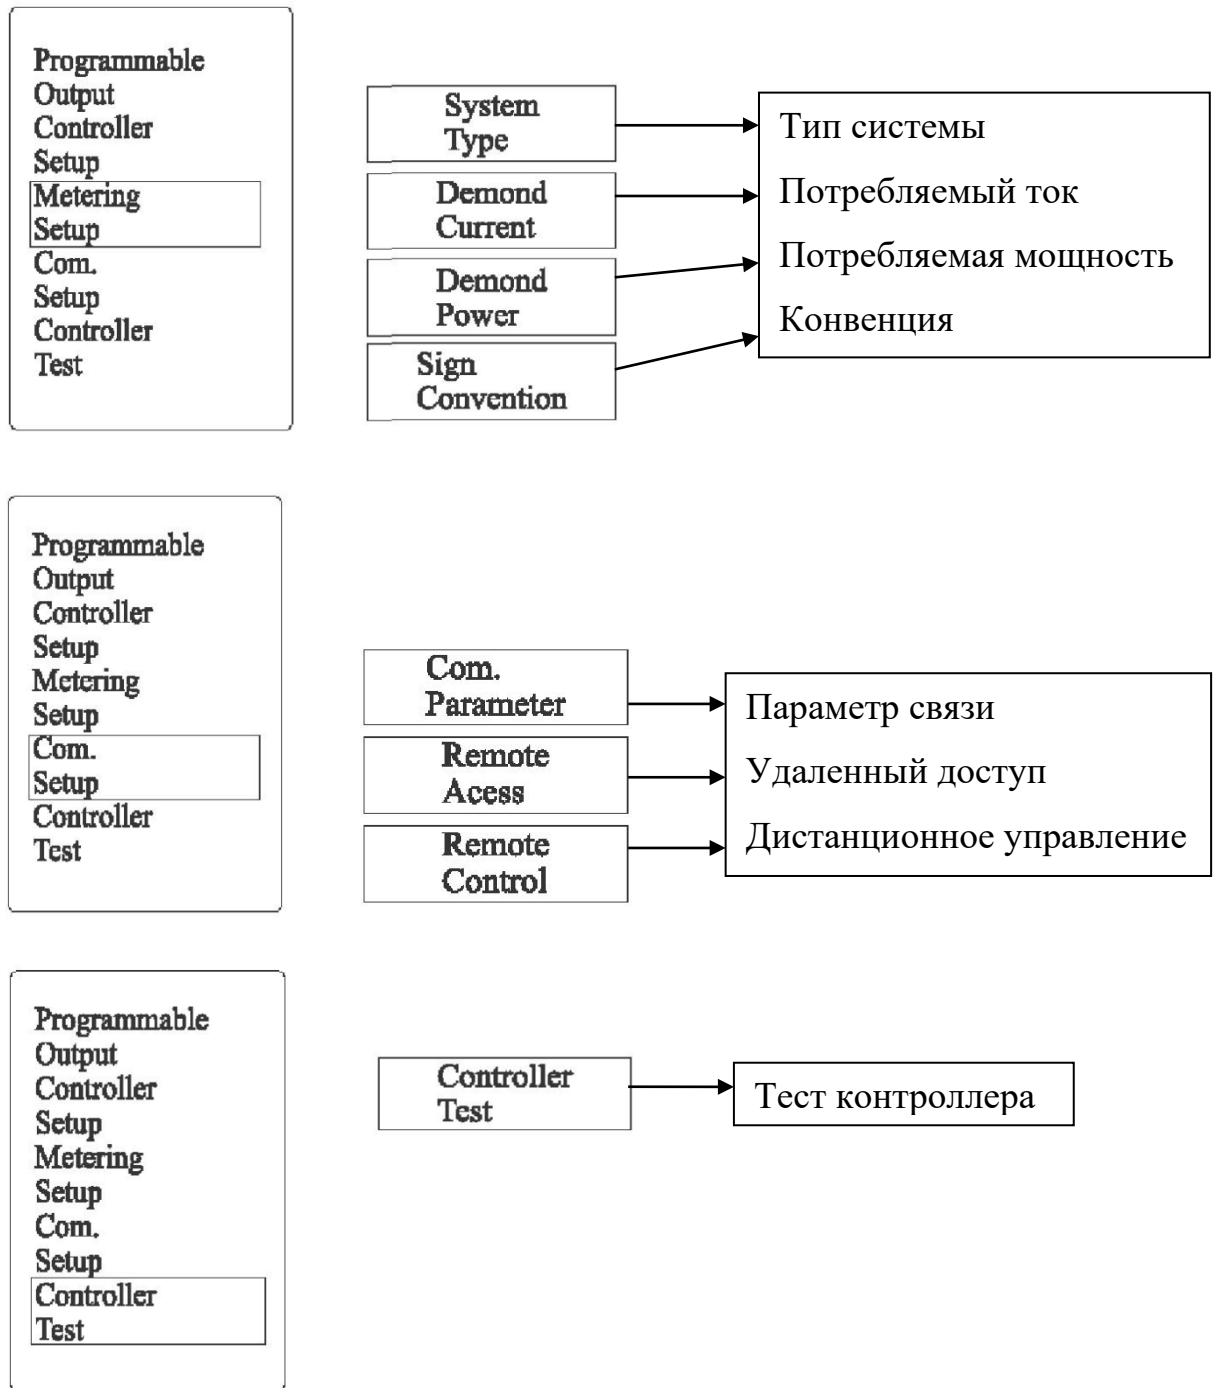 Programmable
Output
Controller
Setup
Metering
Setup
Com.
Setup
Controller
Test
System
Type
Demond
Current
Demond
Power
Sign
Convention
Тип системы
Потребляемый ток
Потребляемая мощность
Конвенция
Programmable
Output
Controller
Setup
Metering
Setup
Com.
Setup
Controller
Test
Com.
Parameter
Remote
Acess
Remote
Control
Параметр связи
Удаленный доступ
Дистанционное управление
Programmable
Output
Controller
Setup
Metering
Setup
Com.
Setup
Controller
Test
Controller
Test
Тест контроллера